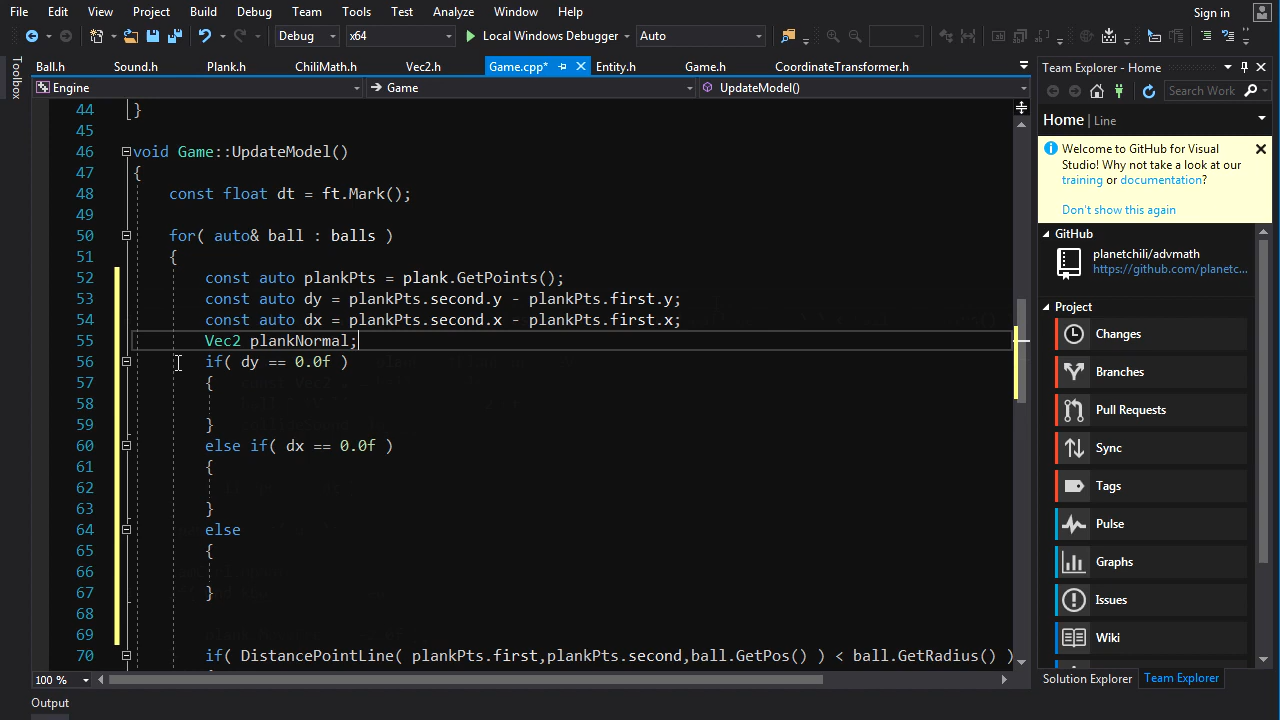 File Edit View Project Build Debug Team Tools Test Analyze Window Help Sign in
Debug x64 Local Windows Debugger Auto
Toolbox
Ball.h Sound.h Plank.h ChiliMath.h Vec2.h Game.cpp* Entity.h Game.h CoordinateTransformer.h
Engine Game UpdateModel()
44 }
45
46 void Game::UpdateModel()
47 {
48 const float dt = ft.Mark();
49
50 for( auto& ball : balls )
51 {
52 const auto plankPts = plank.GetPoints();
53 const auto dy = plankPts.second.y - plankPts.first.y;
54 const auto dx = plankPts.second.x - plankPts.first.x;
55 Vec2 plankNormal;
56 if( dy == 0.0f )
57 {
58
59 }
60 else if( dx == 0.0f )
61 {
62
63 }
64 else
65 {
66
67 }
68
69
70 if( DistancePointLine( plankPts.first,plankPts.second,ball.GetPos() ) < ball.GetRadius() )
100 %
Output
Team Explorer - Home
Search Work
Home | Line
Welcome to GitHub for Visual
Studio! Why not take a look at our
training or documentation?
Don't show this again
GitHub
planetchili/advmath
https://github.com/planetc...
Project
Changes
Branches
Pull Requests
Sync
Tags
Pulse
Graphs
Issues
Wiki
Solution Explorer Team Explorer